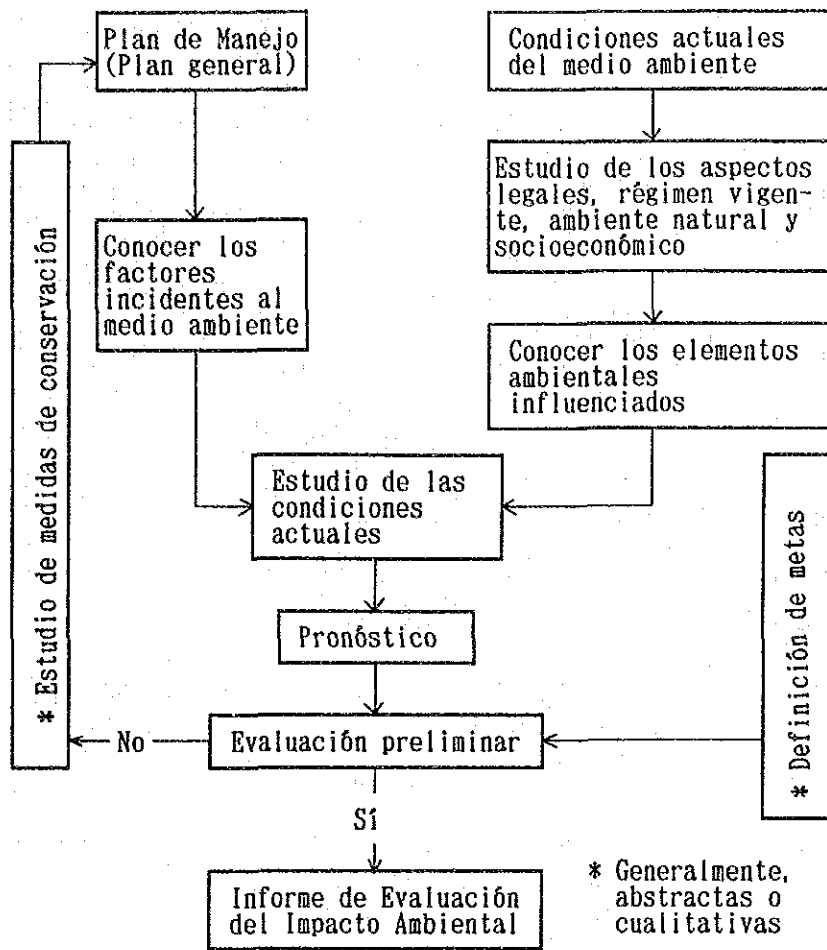 Plan de Manejo
(Plan general)
Condiciones actuales
del medio ambiente
Estudio de los aspectos
legales, régimen vigen-
te, ambiente natural y
socioeconómico
Conocer los
factores
incidentes al
medio ambiente
Conocer los elementos
ambientales
influenciados
* Estudio de medidas de conservación
Estudio de las
condiciones
actuales
* Definición de metas
Pronóstico
No
Evaluación preliminar
Sí
Informe de Evaluación
del Impacto Ambiental
* Generalmente,
abstractas o
cualitativas